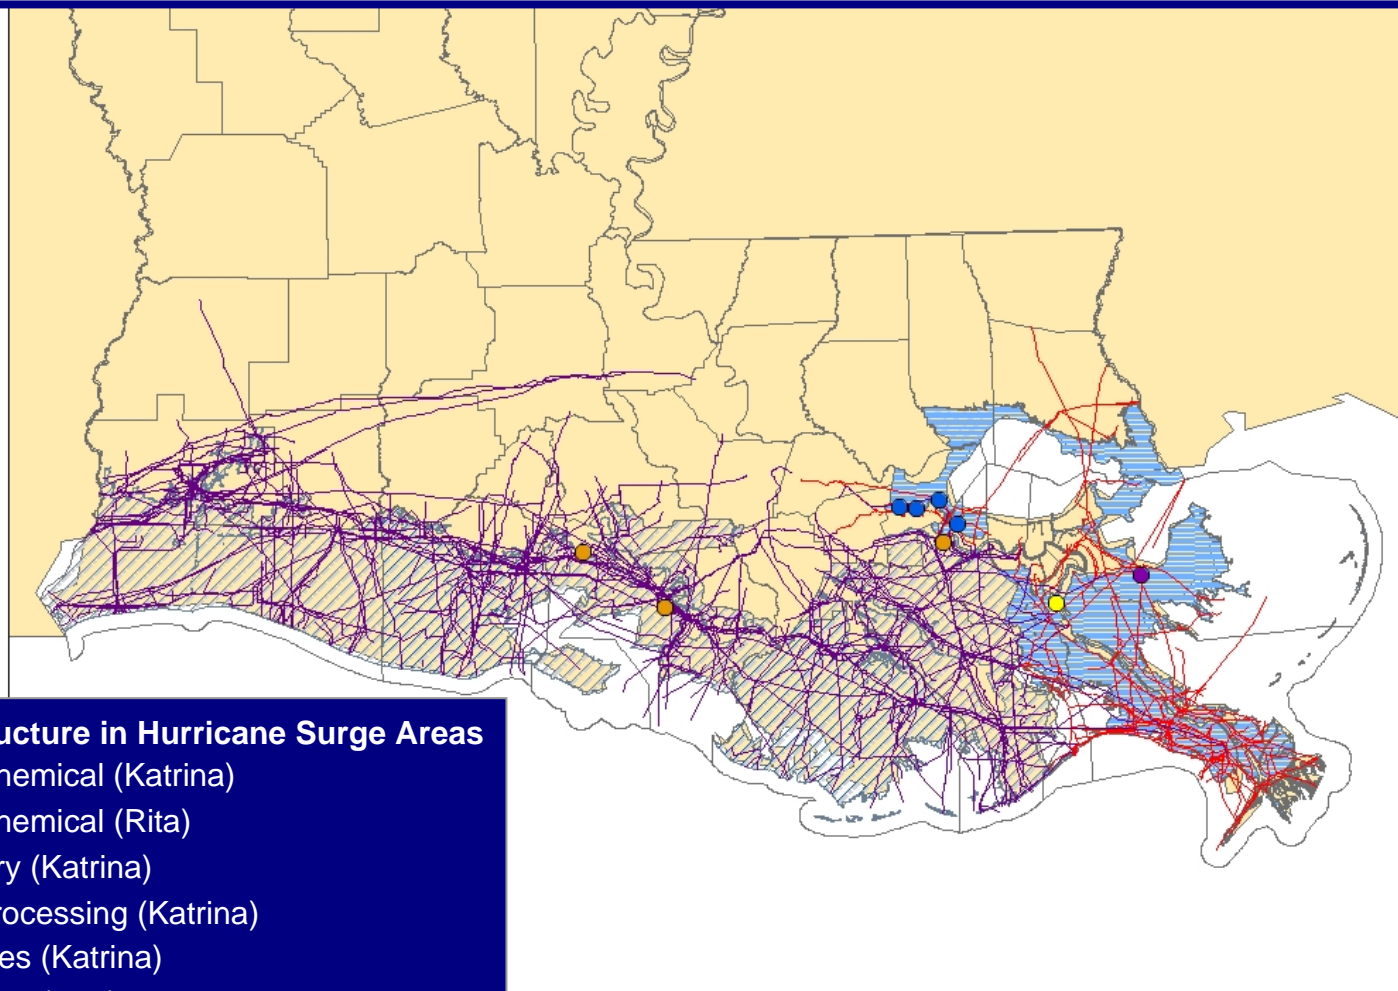 ucture in Hurricane Surge Areas
hemical (Katrina)
hemical (Rita)
ry (Katrina)
rocessing (Katrina)
es (Katrina)